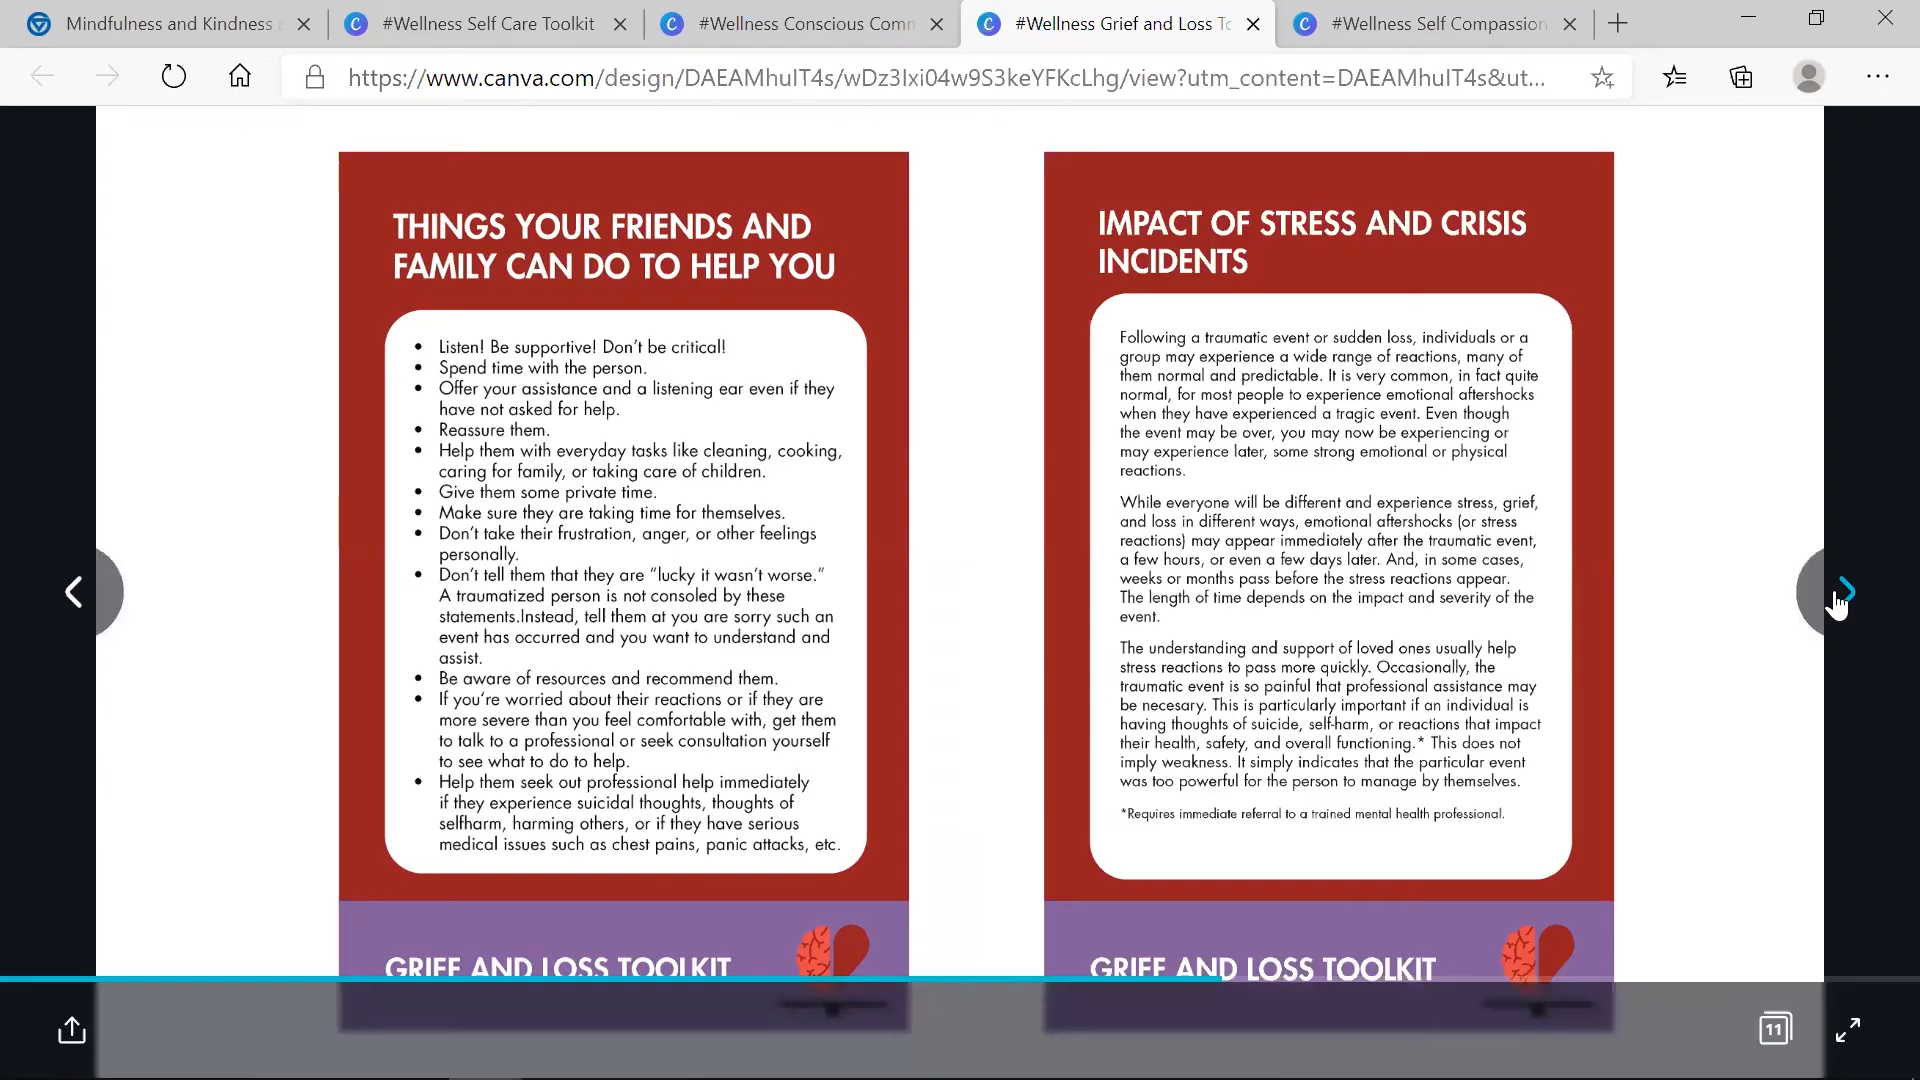 Mindfulness and Kindness
#Wellness Self Care Toolkit
#Wellness Conscious Com
#Wellness Grief and Loss To
#Wellness Self Compassion
https://www.canva.com/design/DAEAMhuIT4s/wDz3Ixi04w9S3keYFKcLhg/view?utm_content=DAEAMhuIT4s&ut...
THINGS YOUR FRIENDS AND
FAMILY CAN DO TO HELP YOU
• Listen! Be supportive! Don't be critical!
• Spend time with the person.
• Offer your assistance and a listening ear even if they
have not asked for help.
• Reassure them.
• Help them with everyday tasks like cleaning, cooking,
caring for family, or taking care of children.
• Give them some private time.
• Make sure they are taking time for themselves.
• Don't take their frustration, anger, or other feelings
personally.
• Don't tell them that they are "lucky it wasn't worse."
A traumatized person is not consoled by these
statements.Instead, tell them at you are sorry such an
event has occurred and you want to understand and
assist.
• Be aware of resources and recommend them.
• If you're worried about their reactions or if they are
more severe than you feel comfortable with, get them
to talk to a professional or seek consultation yourself
to see what to do to help.
• Help them seek out professional help immediately
if they experience suicidal thoughts, thoughts of
selfharm, harming others, or if they have serious
medical issues such as chest pains, panic attacks, etc.
GRIEF AND LOSS TOOLKIT
IMPACT OF STRESS AND CRISIS
INCIDENTS
Following a traumatic event or sudden loss, individuals or a
group may experience a wide range of reactions, many of
them normal and predictable. It is very common, in fact quite
normal, for most people to experience emotional aftershocks
when they have experienced a tragic event. Even though
the event may be over, you may now be experiencing or
may experience later, some strong emotional or physical
reactions.
While everyone will be different and experience stress, grief,
and loss in different ways, emotional aftershocks (or stress
reactions) may appear immediately after the traumatic event,
a few hours, or even a few days later. And, in some cases,
weeks or months pass before the stress reactions appear.
The length of time depends on the impact and severity of the
event.
The understanding and support of loved ones usually help
stress reactions to pass more quickly. Occasionally, the
traumatic event is so painful that professional assistance may
be necesary. This is particularly important if an individual is
having thoughts of suicide, self-harm, or reactions that impact
their health, safety, and overall functioning.* This does not
imply weakness. It simply indicates that the particular event
was too powerful for the person to manage by themselves.
*Requires immediate referral to a trained mental health professional.
GRIEF AND LOSS TOOLKIT
11